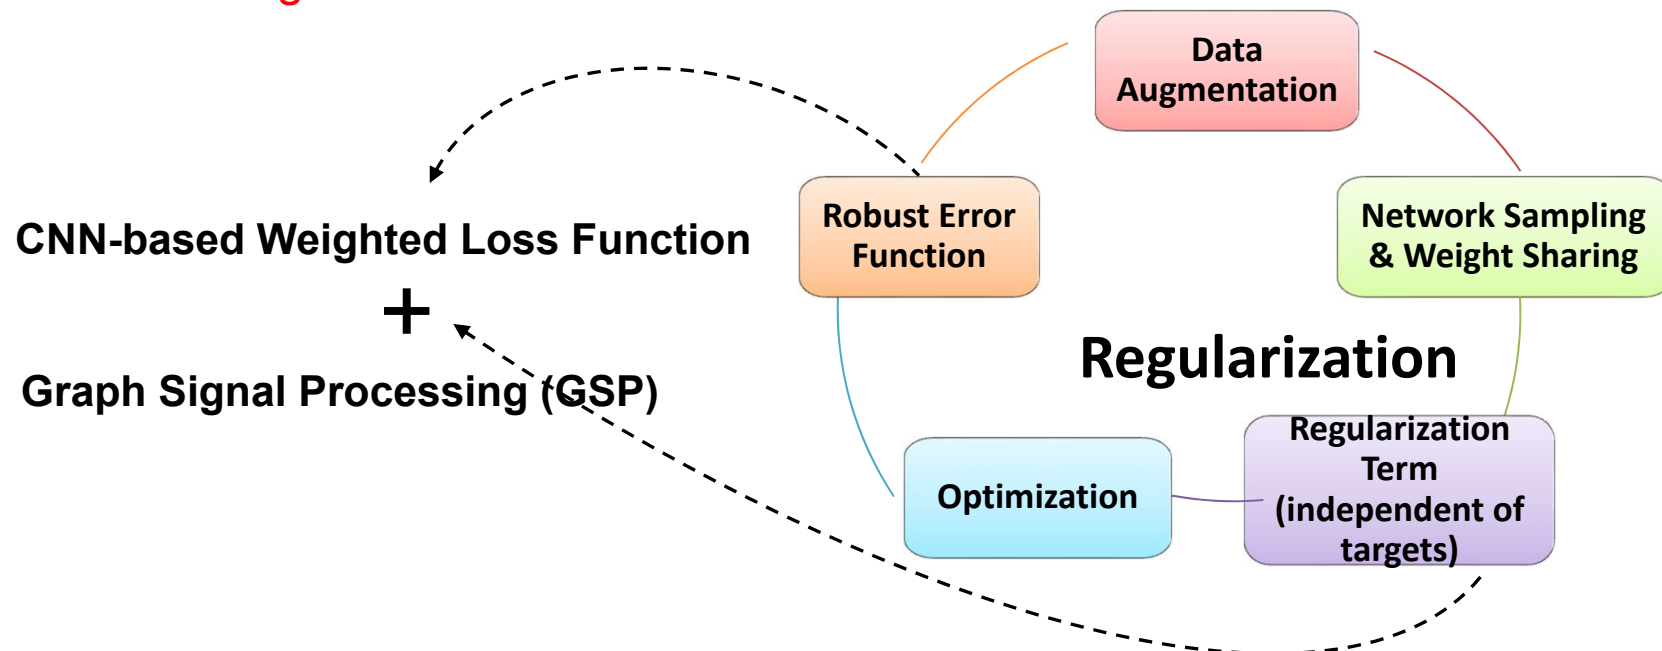 Data
Augmentation
Robust Error
Function
Network Sampling
& Weight Sharing
CNN-based Weighted Loss Function
+
Graph Signal Processing (GSP)
Regularization
Regularization
Term
(independent of
targets)
Optimization